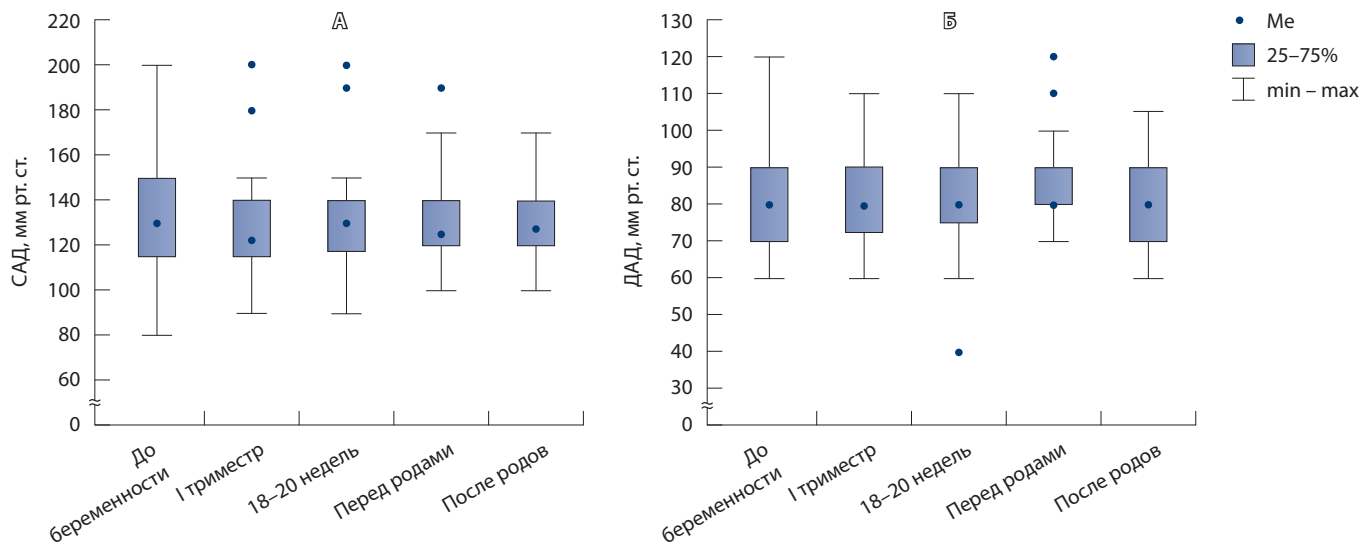 А
САД, мм рт. ст.
220
200
180
160
140
120
100
80
60
0
До
беременности
I триместр
18–20 недель
Перед родами
После родов
Б
ДАД, мм рт. ст.
130
120
110
100
90
80
70
60
50
40
30
0
До
беременности
I триместр
18–20 недель
Перед родами
После родов
Me
25–75%
min – max